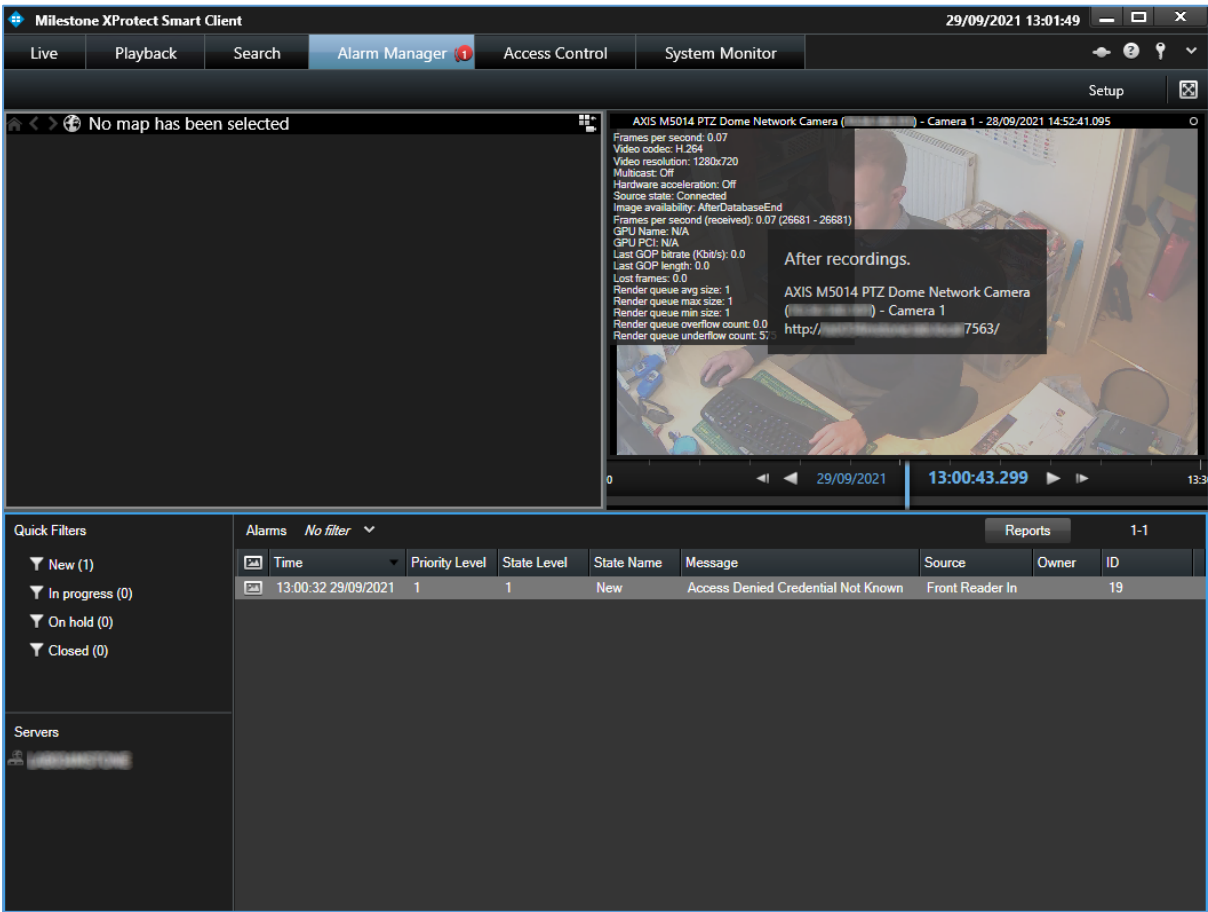 Milestone XProtect Smart Client
29/09/2021 13:01:49
Live Playback Search Alarm Manager 1 Access Control System Monitor
Setup
No map has been selected
AXIS M5014 PTZ Dome Network Camera ( ) - Camera 1 - 28/09/2021 14:52:41.095
Frames per second: 0.07
Video codec: H.264
Video resolution: 1280x720
Multicast: Off
Hardware acceleration: Off
Source state: Connected
Image availability: AfterDatabaseEnd
Frames per second (received): 0.07 (26681 - 26681)
GPU Name: N/A
GPU PCI: N/A
Last GOP bitrate (Kbit/s): 0.0
Last GOP length: 0.0
Lost frames: 0.0
Render queue avg size: 1
Render queue max size: 1
Render queue min size: 1
Render queue overflow count: 0.0
Render queue underflow count: 575
After recordings.
AXIS M5014 PTZ Dome Network Camera
( ) - Camera 1
http:/ 7563/
29/09/2021 13:00:43.299
Quick Filters
New (1)
In progress (0)
On hold (0)
Closed (0)
Servers
Alarms No filter Reports 1-1
Time Priority Level State Level State Name Message Source Owner ID
13:00:32 29/09/2021 1 1 New Access Denied Credential Not Known Front Reader In 19